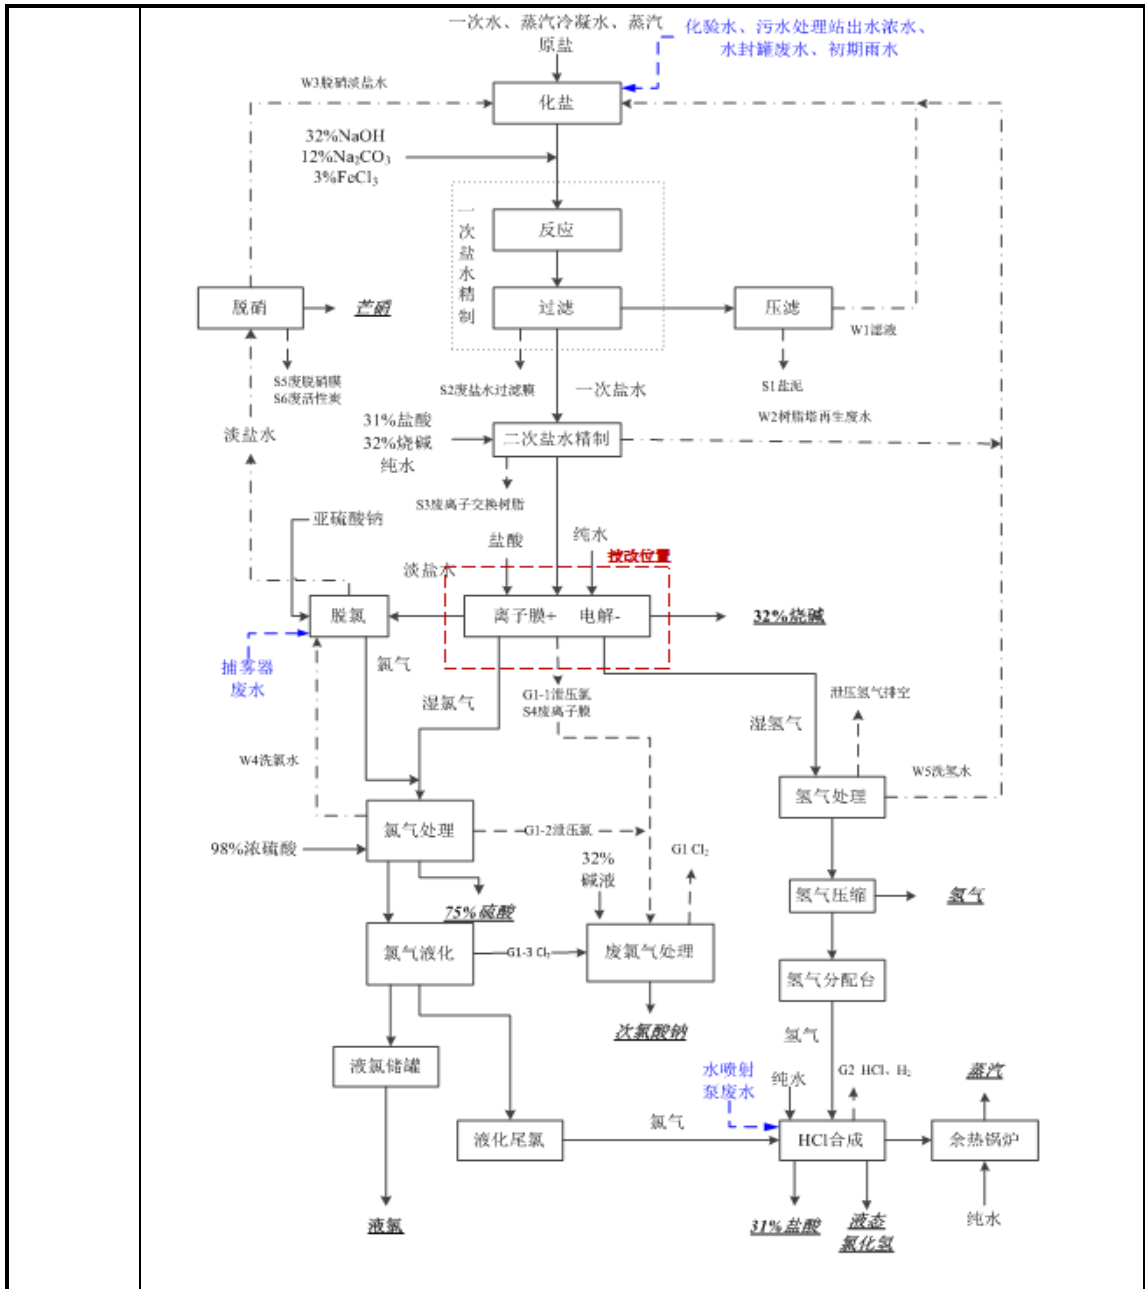 一次水、蒸汽冷凝水、蒸汽
原盐
化验水、污水处理站出水浓水、
水封罐废水、初期雨水
W3脱硝淡盐水
化盐
32%NaOH
12%Na₂CO₃
3%FeCl₃
一次盐水精制
反应
脱硝
芒硝
过滤
压滤
W1滤液
S5废脱硝膜
S6废活性炭
S2废盐水过滤膜
一次盐水
S1盐泥
淡盐水
31%盐酸
32%烧碱
纯水
二次盐水精制
W2树脂塔再生废水
S3废离子交换树脂
亚硫酸钠
盐酸
纯水
技改位置
淡盐水
脱氯
离子膜+ 电解-
32%烧碱
捕雾器
废水
氯气
湿氯气
G1-1泄压氯
S4废离子膜
泄压氢气排空
湿氢气
W4洗氯水
W5洗氢水
氢气处理
氯气处理
G1-2泄压氯
98%浓硫酸
32%
碱液
G1 Cl₂
75%硫酸
氢气压缩
氢气
氯气液化
G1-3 Cl₂
废氯气处理
氢气分配台
次氯酸钠
氢气
液氯储罐
水喷射
泵废水
纯水
G2 HCl、H₂
蒸汽
液化尾氯
氯气
HCl合成
余热锅炉
液氯
31%盐酸
液态
氯化氢
纯水